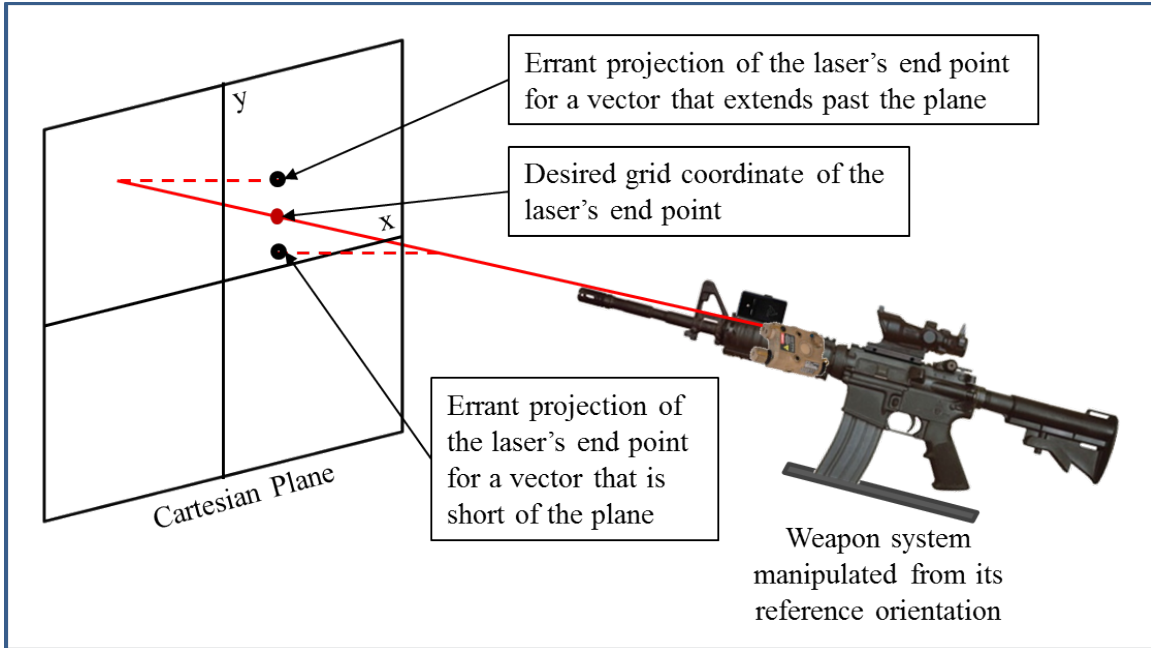 y
x
Cartesian Plane
Errant projection of the laser’s end point
for a vector that extends past the plane
Desired grid coordinate of the
laser’s end point
Errant projection of
the laser’s end point
for a vector that is
short of the plane
Weapon system
manipulated from its
reference orientation